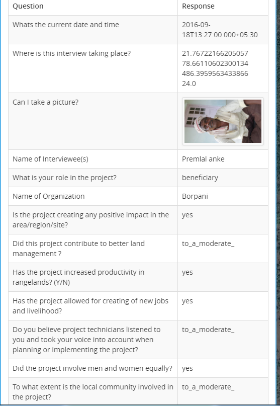 Question Response
Whats the current date and time 2016-09-
18T13 27 00 000+05 30
Where is this interview taking place? 21.76722166205057
78.66110602300134
486.3959563433866
24.0
Can I take a picture?
Name of Interviewee(s) Premlal anke
What is your role in the project? beneficiary
Name of Organization Borpani
Is the project creating any positive impact in the yes
area/region/site?
Did this project contribute to better land to_a_moderate_
management ?
Has the project increased productivity in yes
rangelands? (Y/N)
Has the project allowed for creating of new jobs yes
and livelihood?
Do you believe project technicians listened to to_a_moderate_
you and took your voice into account when
planning or implementing the project?
Did the project involve men and women equally? yes
To what extent is the local community involved in to_a_moderate_
the project?